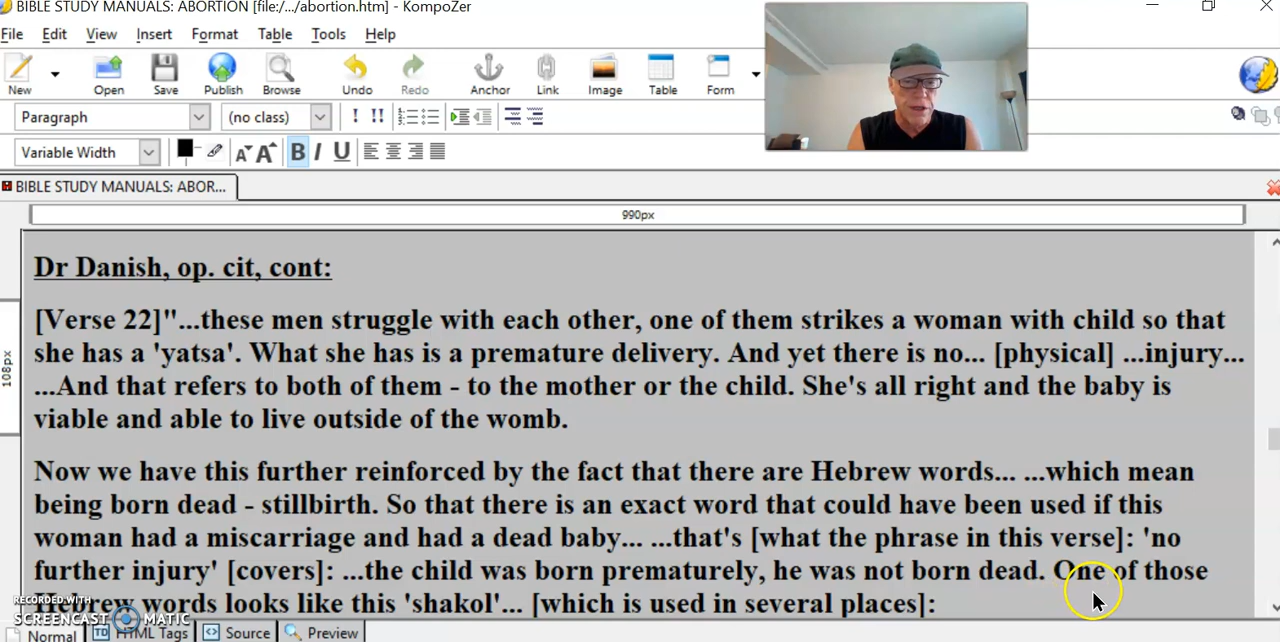 BIBLE STUDY MANUALS: ABORTION [file:/.../abortion.htm] - KompoZer
File Edit View Insert Format Table Tools Help
New Open Save Publish Browse Undo Redo Anchor Link Image Table Form
Paragraph (no class)
Variable Width B I U
BIBLE STUDY MANUALS: ABOR...
990px
108px
Dr Danish, op. cit, cont:
[Verse 22]"...these men struggle with each other, one of them strikes a woman with child so that
she has a 'yatsa'. What she has is a premature delivery. And yet there is no... [physical] ...injury...
...And that refers to both of them - to the mother or the child. She's all right and the baby is
viable and able to live outside of the womb.
Now we have this further reinforced by the fact that there are Hebrew words... ...which mean
being born dead - stillbirth. So that there is an exact word that could have been used if this
woman had a miscarriage and had a dead baby... ...that's [what the phrase in this verse]: 'no
further injury' [covers]: ...the child was born prematurely, he was not born dead. One of those
Hebrew words looks like this 'shakol'... [which is used in several places]:
RECORDED WITH
SCREENCAST MATIC
Normal HTML Tags Source Preview